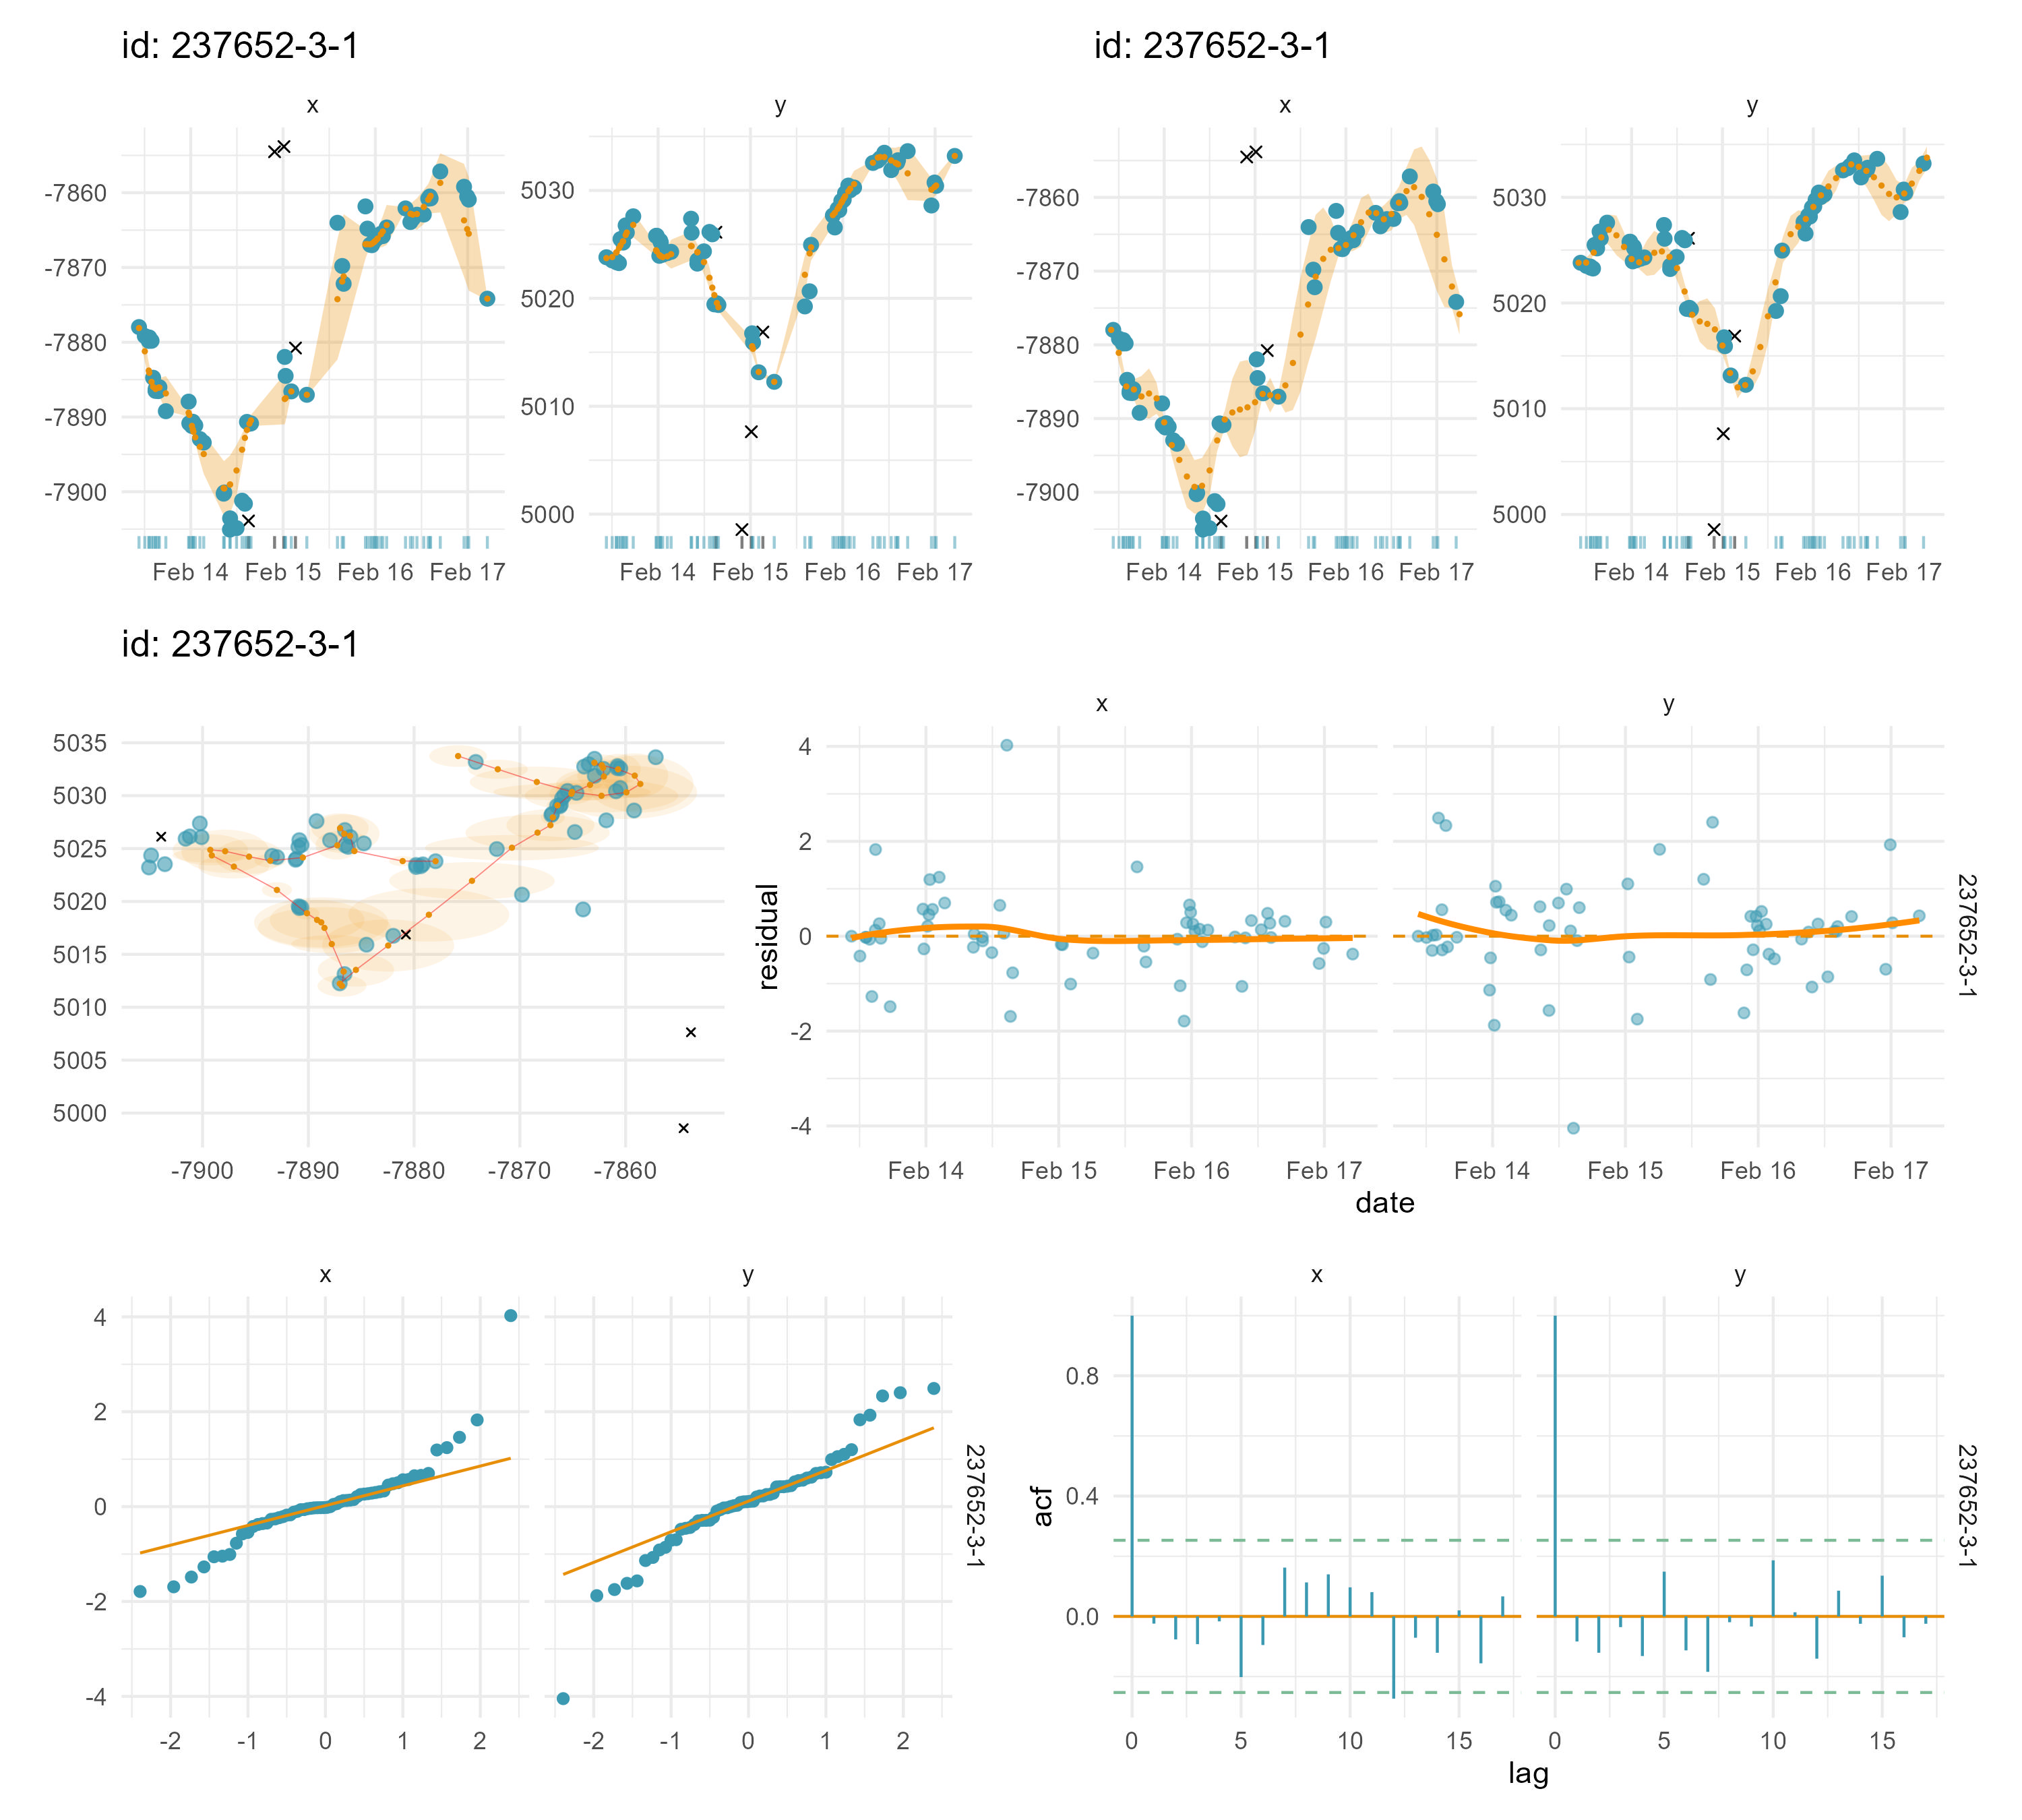 id: 237652-3-1
id: 237652-3-1
x
y
x
y
-7860
-7870
-7880
-7890
-7900
5030
5020
5010
5000
-7860
-7870
-7880
-7890
-7900
5030
5020
5010
5000
Feb 14 Feb 15 Feb 16 Feb 17
Feb 14 Feb 15 Feb 16 Feb 17
Feb 14 Feb 15 Feb 16 Feb 17
Feb 14 Feb 15 Feb 16 Feb 17
id: 237652-3-1
5035
5030
5025
5020
5015
5010
5005
5000
-7900 -7890 -7880 -7870 -7860
x
y
residual
4
2
0
-2
-4
237652-3-1
Feb 14 Feb 15 Feb 16 Feb 17
Feb 14 Feb 15 Feb 16 Feb 17
date
x
y
4
2
0
-2
-4
237652-3-1
-2 -1 0 1 2
-2 -1 0 1 2
x
y
acf
0.8
0.4
0.0
237652-3-1
0 5 10 15
0 5 10 15
lag